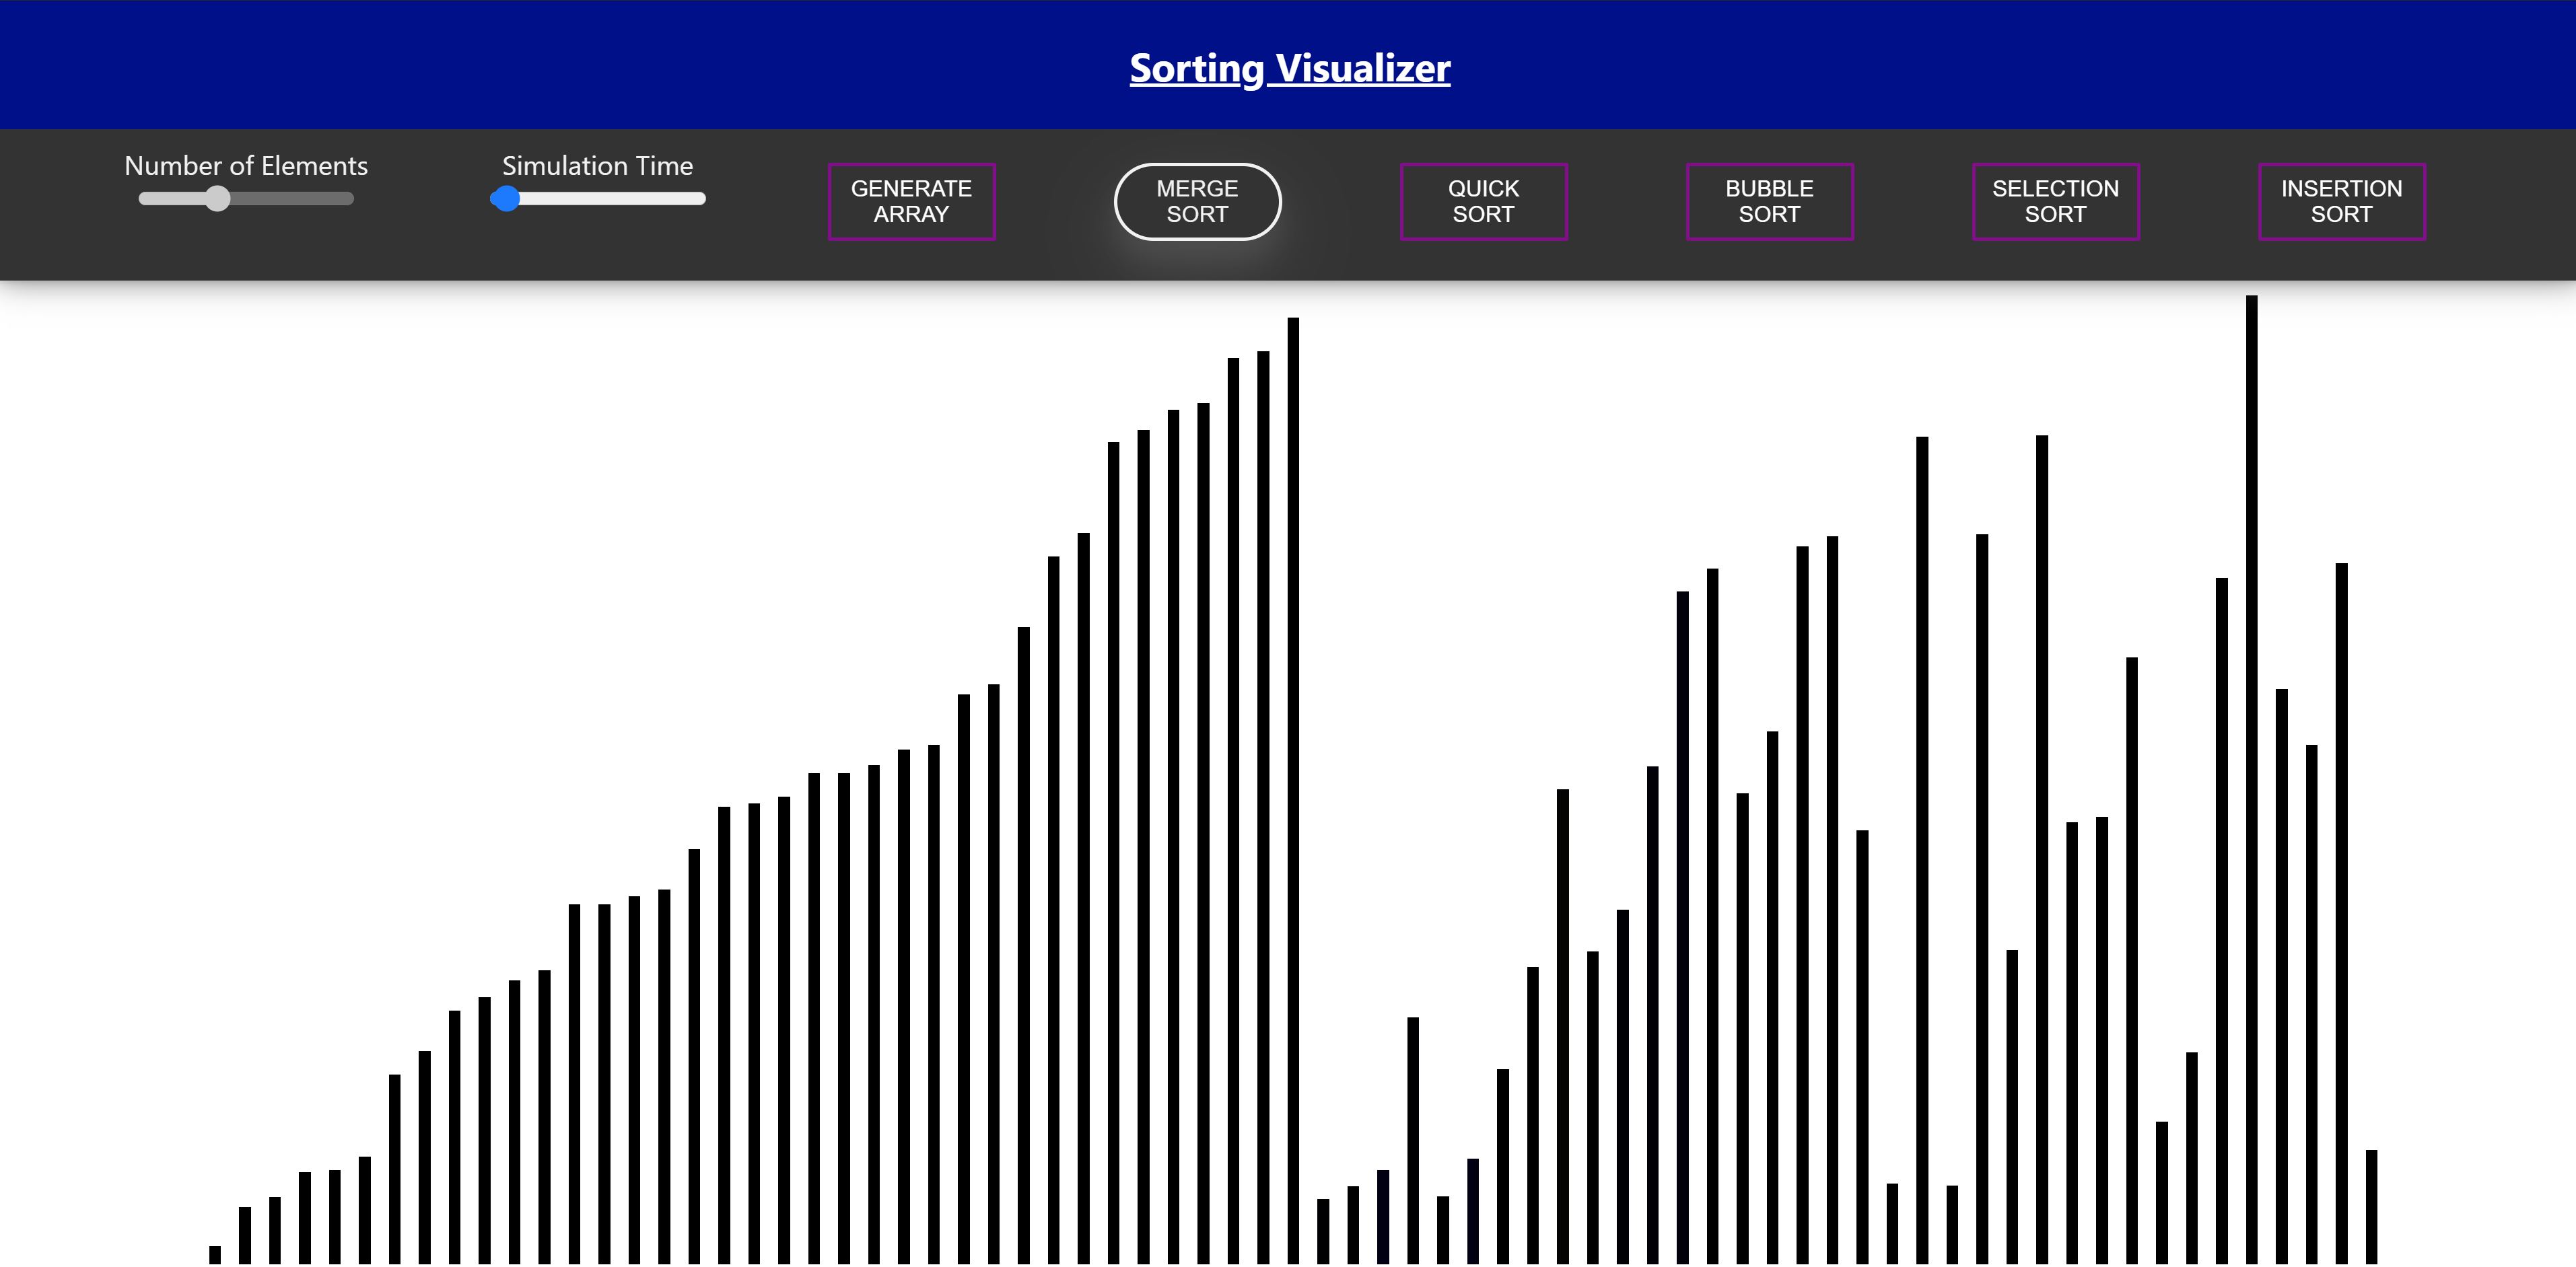 Sorting Visualizer
Number of Elements
Simulation Time
GENERATE
ARRAY
MERGE
SORT
QUICK
SORT
BUBBLE
SORT
SELECTION
SORT
INSERTION
SORT